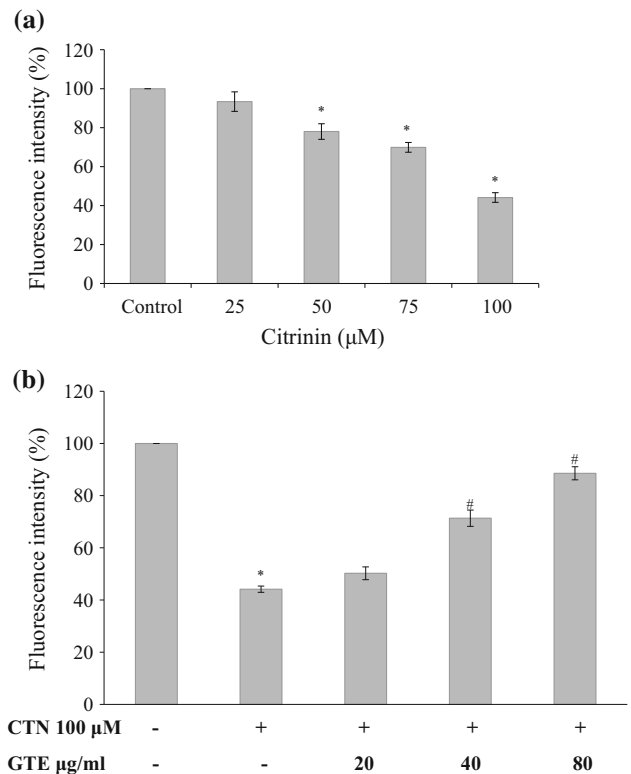 (a)
Fluorescence intensity (%)
120
100
80
60
40
20
0
* * *
Control 25 50 75 100
Citrinin (µM)
(b)
Fluorescence intensity (%)
120
100
80
60
40
20
0
* # #
CTN 100 µM - + + + +
GTE µg/ml - - 20 40 80